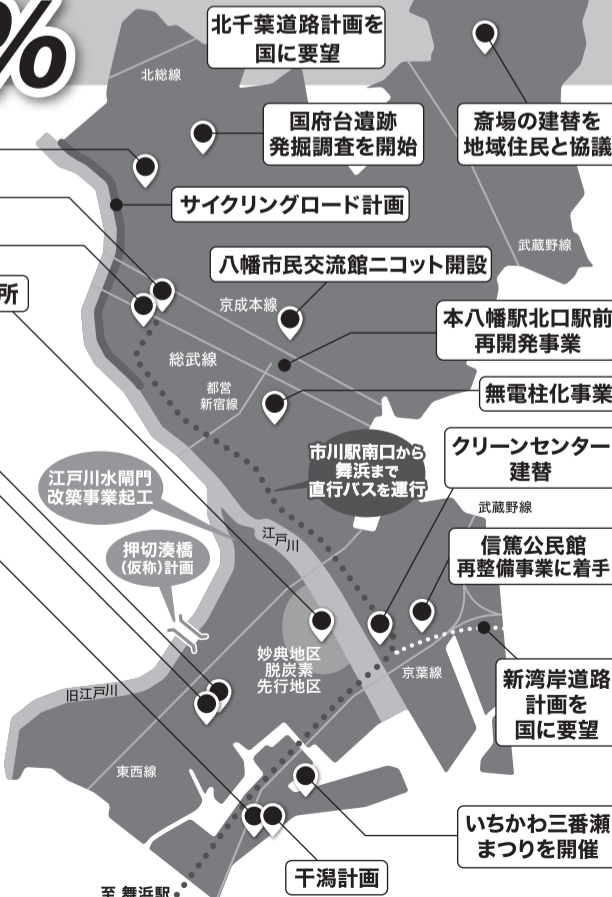 %
北千葉道路計画を
国に要望
北総線
国府台遺跡
発掘調査を開始
斎場の建替を
地域住民と協議
サイクリングロード計画
武蔵野線
八幡市民交流館ニコット開設
所
京成本線
本八幡駅北口駅前
再開発事業
総武線
都営
新宿線
無電柱化事業
市川駅南口から
舞浜まで
直行バスを運行
クリーンセンター
建替
江戸川水閘門
改築事業起工
武蔵野線
江戸川
信篤公民館
再整備事業に着手
押切湊橋
(仮称)計画
妙典地区
脱炭素
先行地区
京葉線
新湾岸道路
計画を
国に要望
旧江戸川
東西線
いちかわ三番瀬
まつりを開催
干潟計画
至 舞浜駅